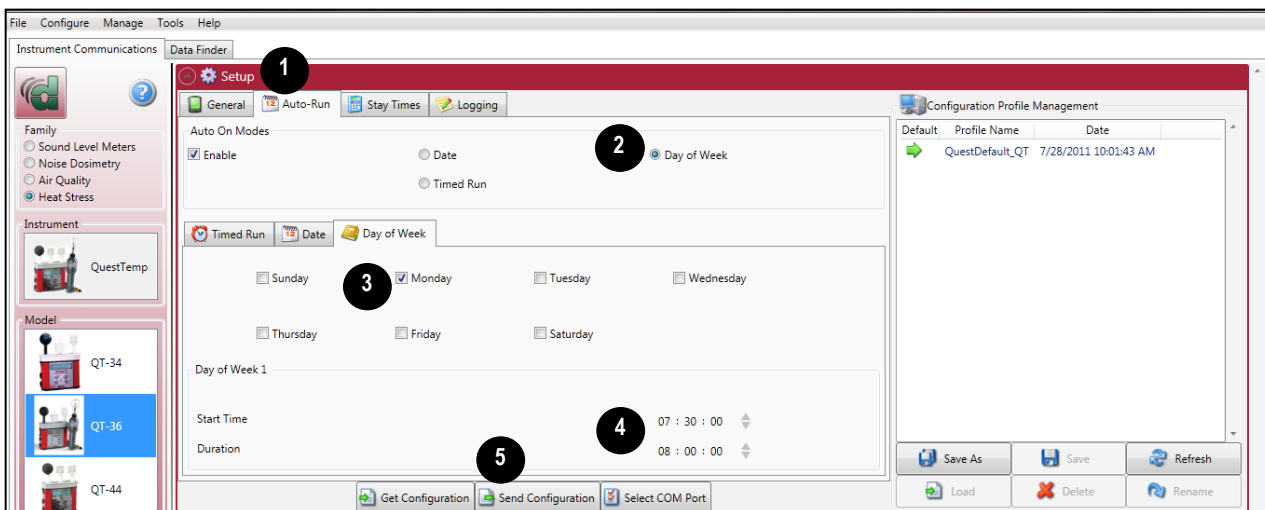 File Configure Manage Tools Help
Instrument Communications Data Finder
1
Setup
General Auto-Run Stay Times Logging
Auto On Modes
Enable Date 2 Day of Week
Timed Run
Timed Run Date Day of Week
Sunday 3 Monday Tuesday Wednesday
Thursday Friday Saturday
Day of Week 1
Start Time 4 07 : 30 : 00
Duration 08 : 00 : 00
5
Get Configuration Send Configuration Select COM Port
Family
Sound Level Meters
Noise Dosimetry
Air Quality
Heat Stress
Instrument
QuestTemp
Model
QT-34
QT-36
QT-44
Configuration Profile Management
Default Profile Name Date
QuestDefault_QT 7/28/2011 10:01:43 AM
Save As Save Refresh
Load Delete Rename